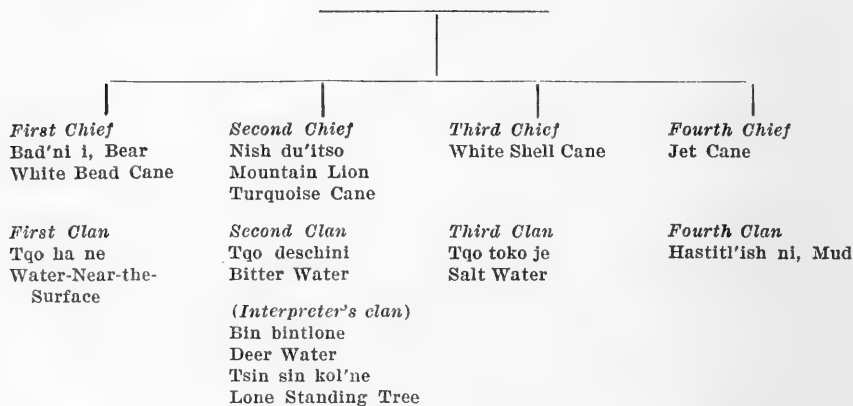 First Chief
Bad'ni i, Bear
White Bead Cane
Second Chief
Nish du'itso
Mountain Lion
Turquoise Cane
Third Chief
White Shell Cane
Fourth Chief
Jet Cane
First Clan
Tqo ha ne
Water-Near-the-
Surface
Second Clan
Tqo deschini
Bitter Water
(Interpreter's clan)
Bin bintlone
Deer Water
Tsin sin kol'ne
Lone Standing Tree
Third Clan
Tqo toko je
Salt Water
Fourth Clan
Hastitl'ish ni, Mud